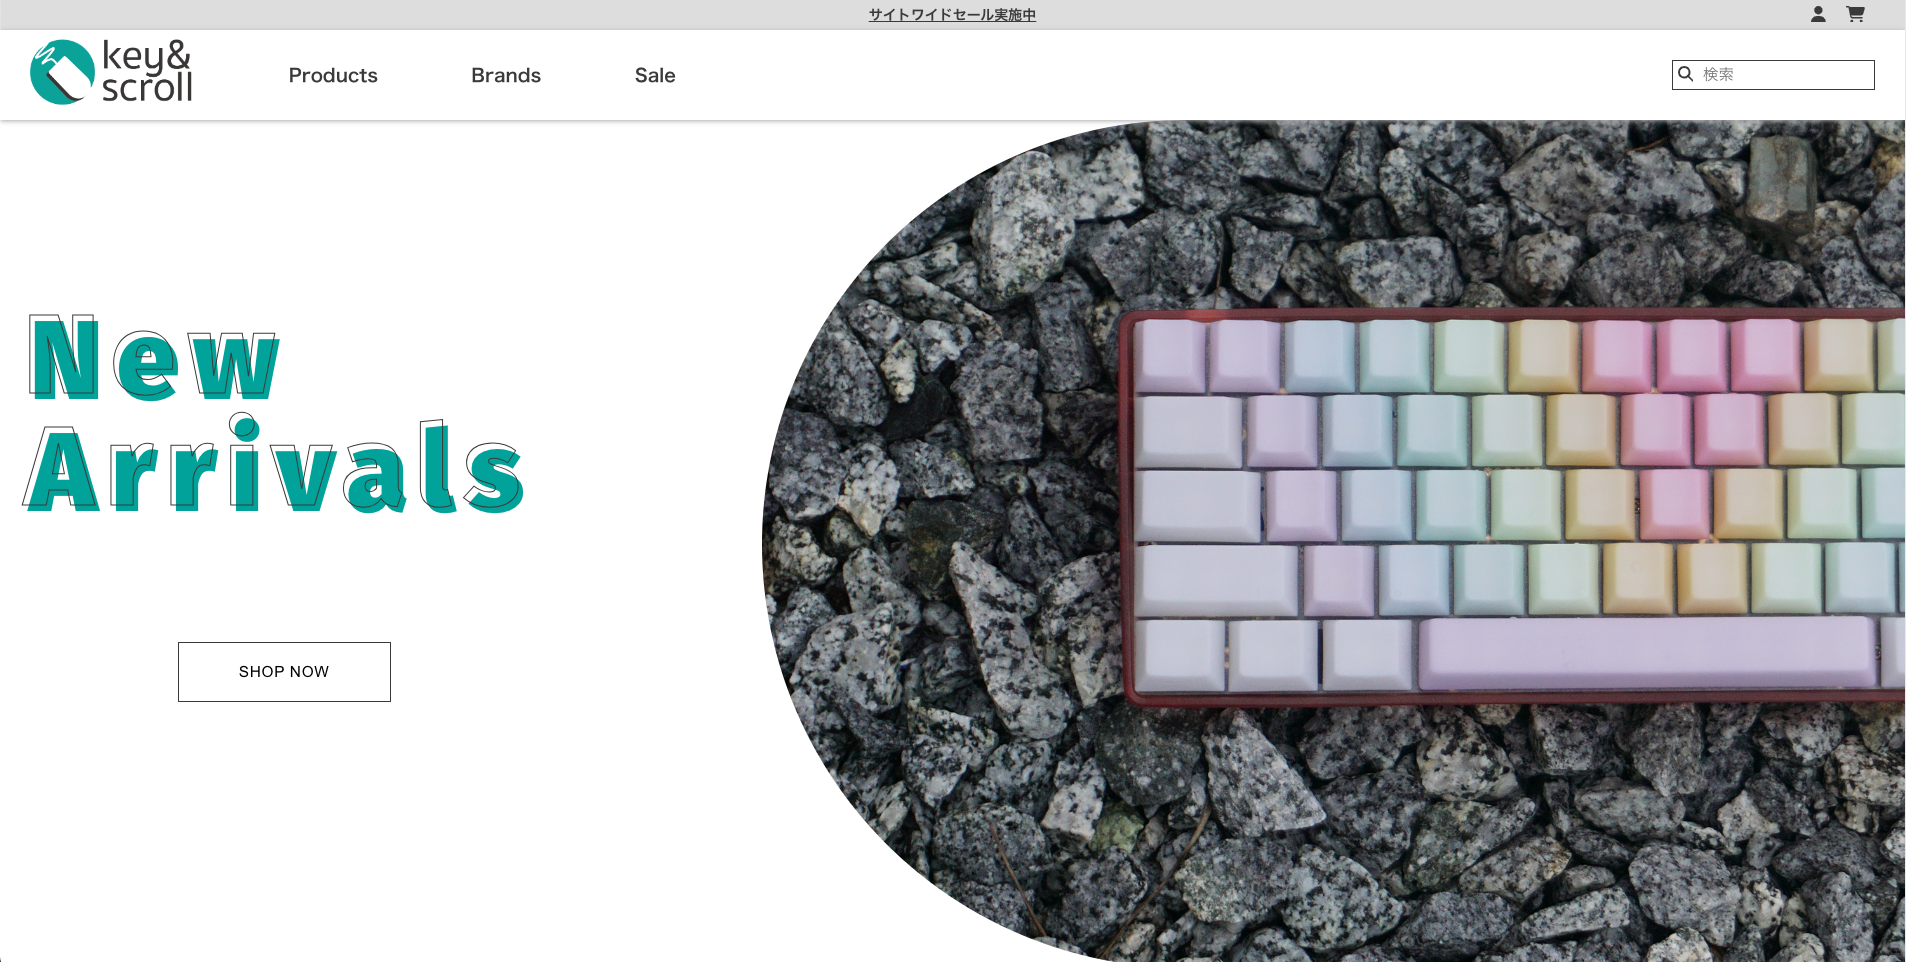 サイトワイドセール実施中
key&
scroll
Products
Brands
Sale
検索
New
Arrivals
SHOP NOW